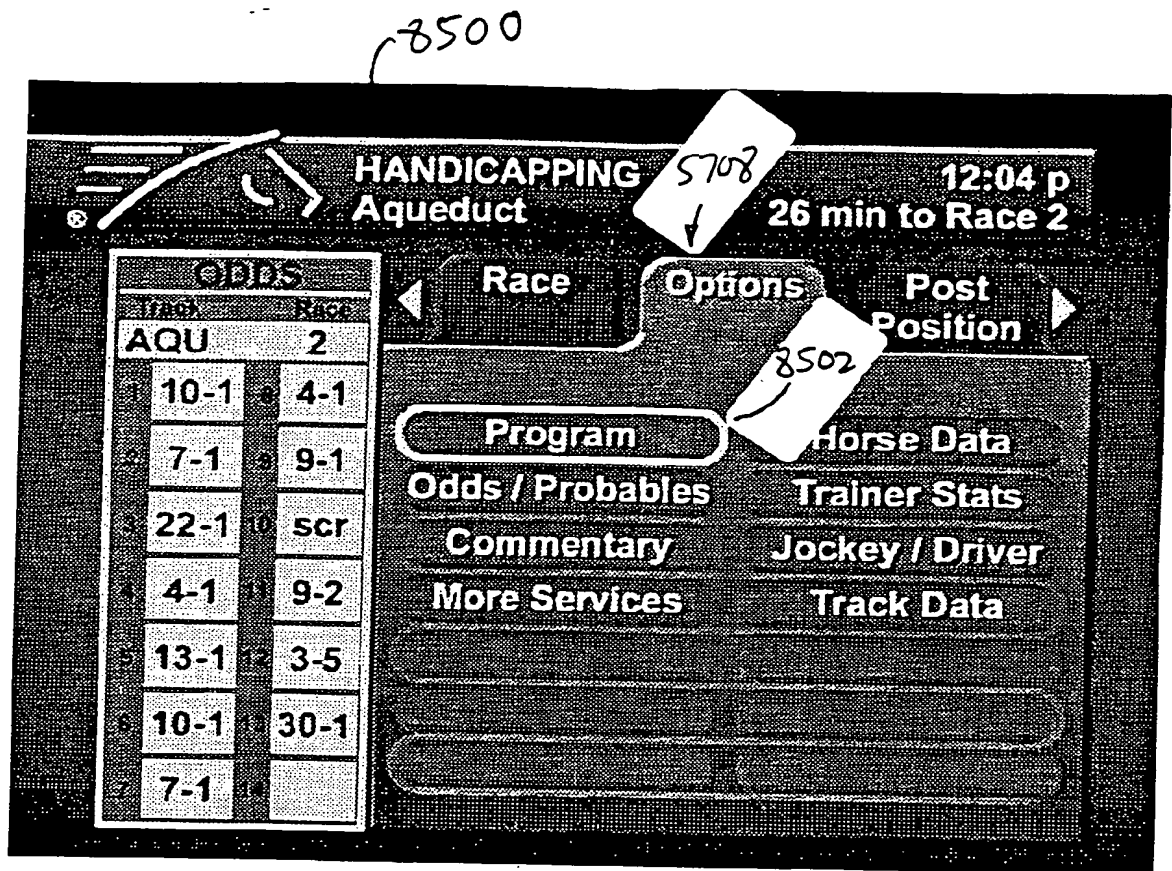 8500
HANDICAPPING 5708 12:04 p
Aqueduct 26 min to Race 2
®
ODDS
Track Race
AQU 2
Race Options Post Position
8502
1 10-1 8 4-1
2 7-1 9 9-1
3 22-1 10 scr
4 4-1 11 9-2
5 13-1 12 3-5
6 10-1 13 30-1
7 7-1 14
Program Horse Data
Odds / Probables Trainer Stats
Commentary Jockey / Driver
More Services Track Data